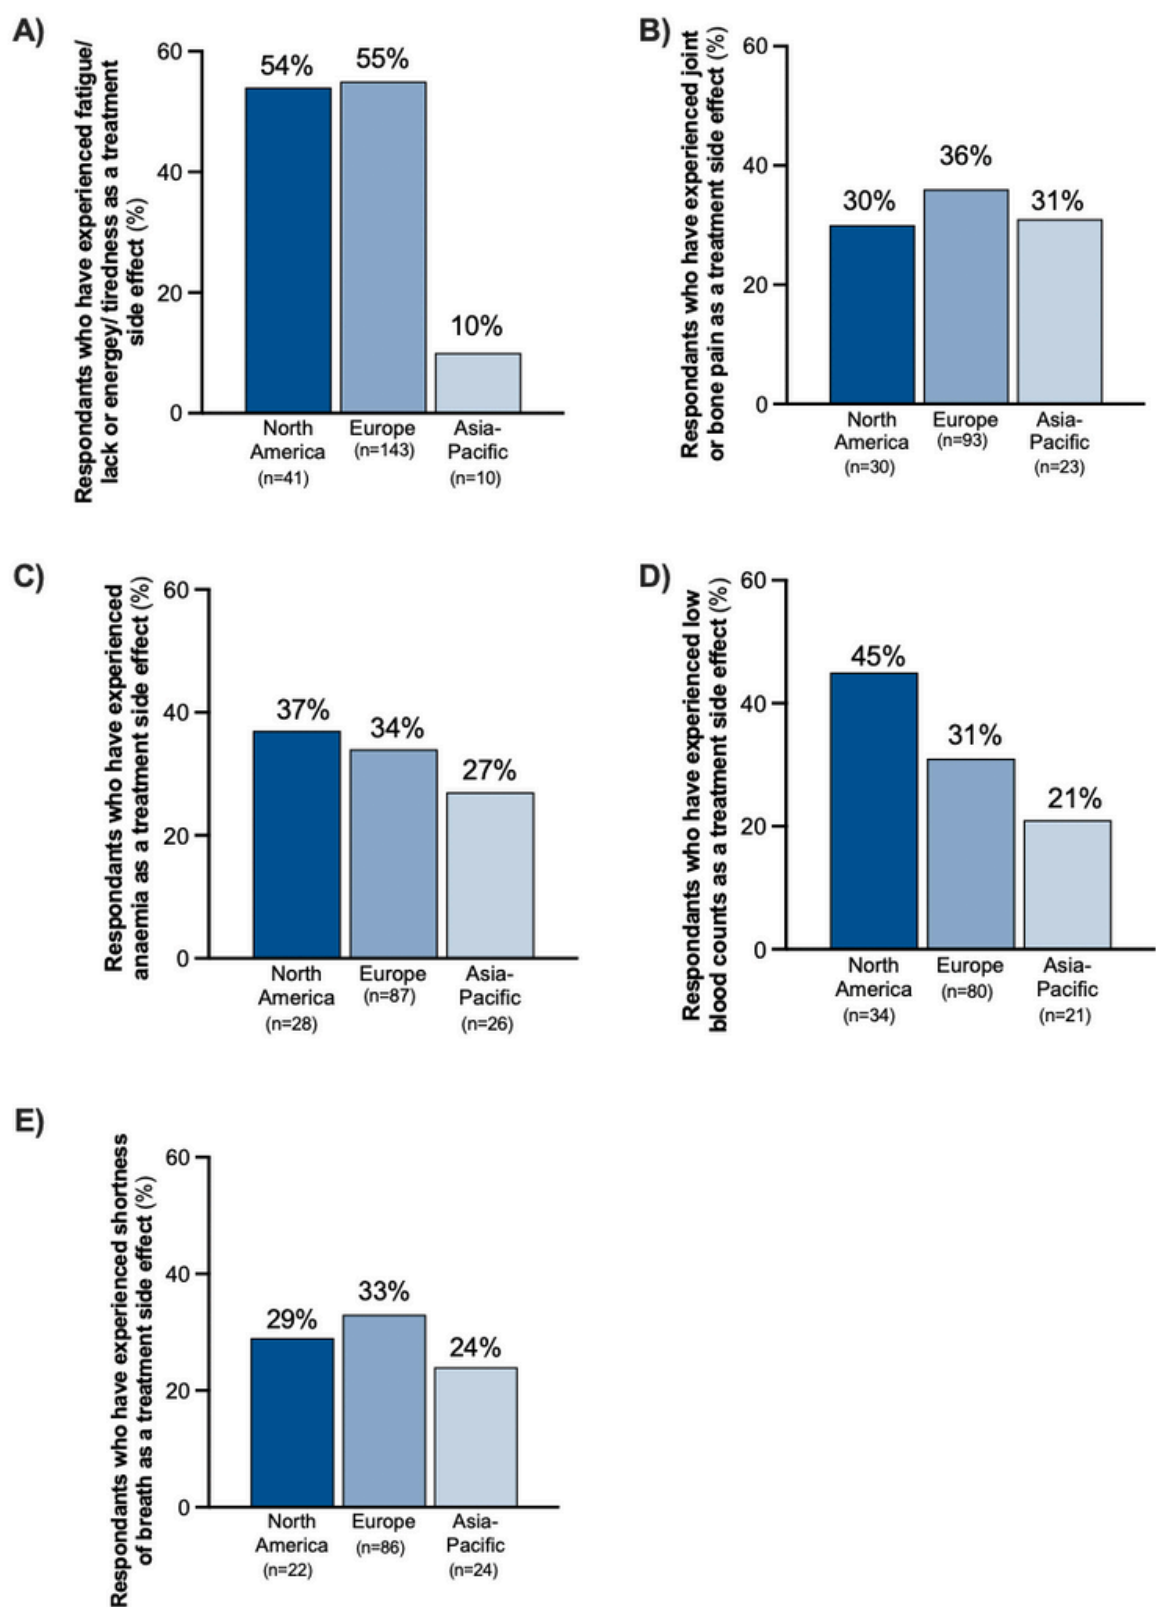 A)
Respondants who have experienced fatigue/
lack or energey/ tiredness as a treatment
side effect (%)
60
40
20
0
54%
55%
10%
North
America
(n=41)
Europe
(n=143)
Asia-
Pacific
(n=10)
B)
Respondants who have experienced joint
or bone pain as a treatment side effect (%)
60
40
20
0
30%
36%
31%
North
America
(n=30)
Europe
(n=93)
Asia-
Pacific
(n=23)
C)
Respondants who have experienced
anaemia as a treatment side effect (%)
60
40
20
0
37%
34%
27%
North
America
(n=28)
Europe
(n=87)
Asia-
Pacific
(n=26)
D)
Respondants who have experienced low
blood counts as a treatment side effect (%)
60
40
20
0
45%
31%
21%
North
America
(n=34)
Europe
(n=80)
Asia-
Pacific
(n=21)
E)
Respondants who have experienced shortness
of breath as a treatment side effect (%)
60
40
20
0
29%
33%
24%
North
America
(n=22)
Europe
(n=86)
Asia-
Pacific
(n=24)